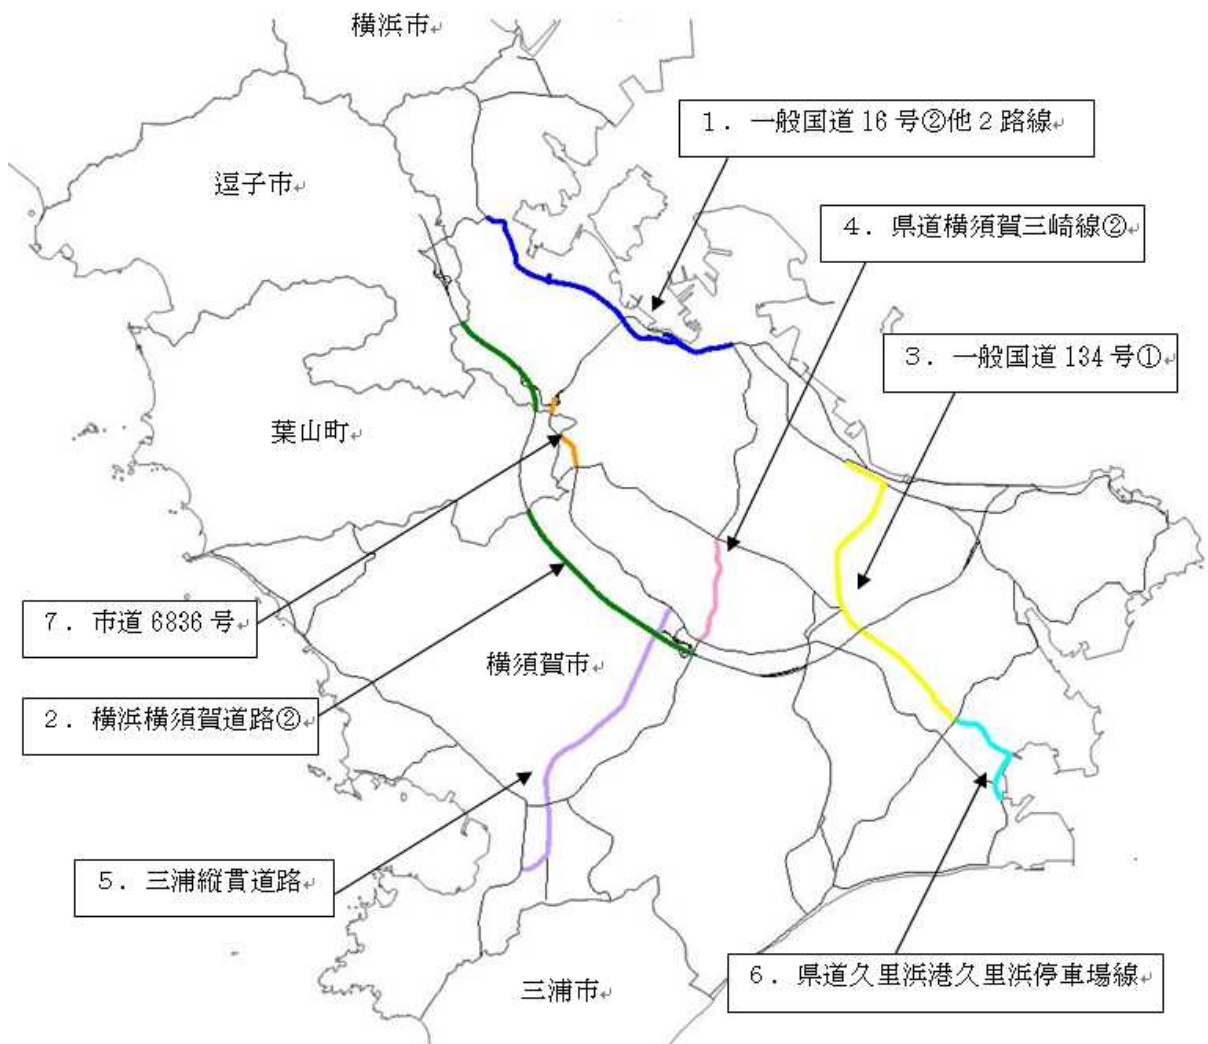 横浜市
1．一般国道16号②他2路線
逗子市
4．県道横須賀三崎線②
3．一般国道134号①
葉山町
7．市道6836号
横須賀市
2．横浜横須賀道路②
5．三浦縦貫道路
6．県道久里浜港久里浜停車場線
三浦市